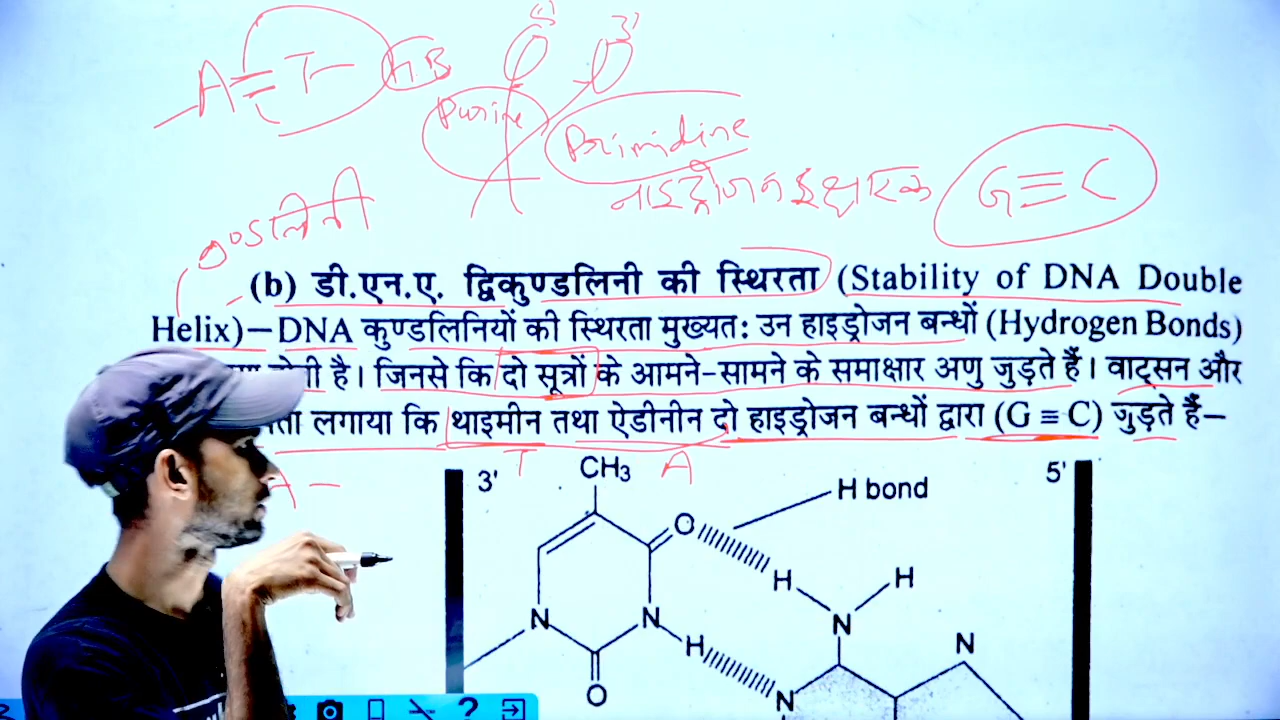 A = T H.B 5' 3'
Purine
Pyrimidine
नाइट्रोजन इक्षारक G≡C
(b) डी.एन.ए. द्विकुण्डलिनी की स्थिरता (Stability of DNA Double
Helix)—DNA कुण्डलिनियों की स्थिरता मुख्यत: उन हाइड्रोजन बन्धों (Hydrogen Bonds)
है। जिनसे कि दो सूत्रों के आमने-सामने के समाक्षार अणु जुड़ते हैं। वाट्सन और
लगाया कि थाइमीन तथा ऐडीनीन दो हाइड्रोजन बन्धों द्वारा (G ≡ C) जुड़ते हैं—
T A
A –
3' CH₃ H bond 5'
O
H H
N N H N N
O N
?